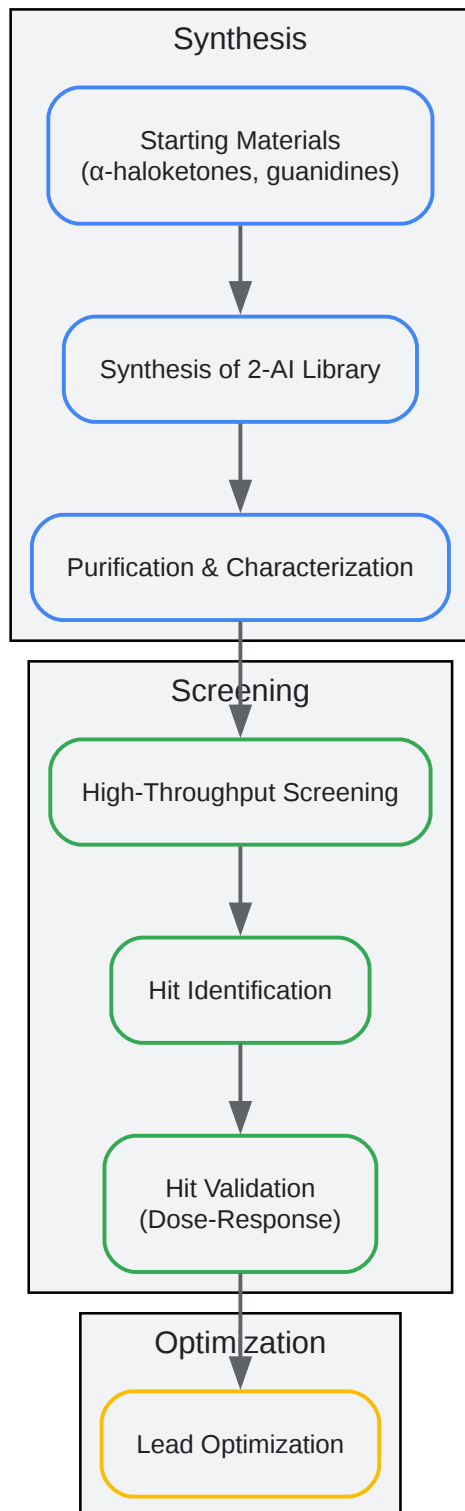 Synthesis
Starting Materials
(α-haloketones, guanidines)
Synthesis of 2-AI Library
Purification & Characterization
Screening
High-Throughput Screening
Hit Identification
Hit Validation
(Dose-Response)
Optimization
Lead Optimization